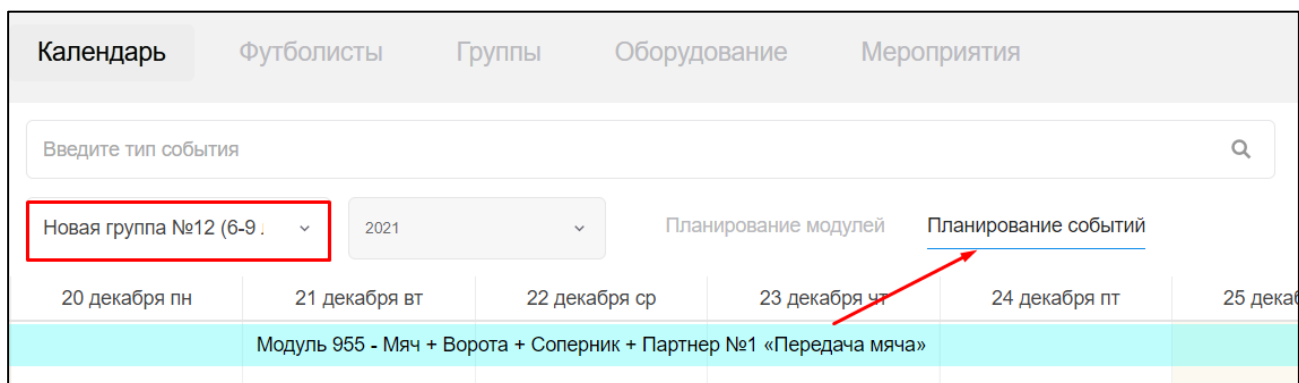 Календарь Футболисты Группы Оборудование Мероприятия
Введите тип события
Новая группа №12 (6-9 2021 Планирование модулей Планирование событий
20 декабря пн 21 декабря вт 22 декабря ср 23 декабря чт 24 декабря пт 25 дека
Модуль 955 - Мяч + Ворота + Соперник + Партнер №1 «Передача мяча»